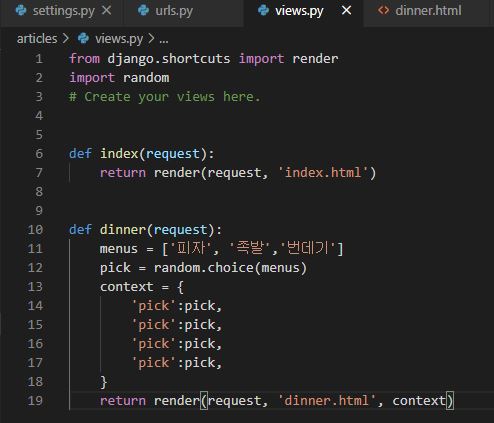 settings.py urls.py views.py dinner.html
articles > views.py > ...
1 from django.shortcuts import render
2 import random
3 # Create your views here.
4
5
6 def index(request):
7     return render(request, 'index.html')
8
9
10 def dinner(request):
11     menus = ['피자', '족발','번데기']
12     pick = random.choice(menus)
13     context = {
14         'pick':pick,
15         'pick':pick,
16         'pick':pick,
17         'pick':pick,
18     }
19     return render(request, 'dinner.html', context)